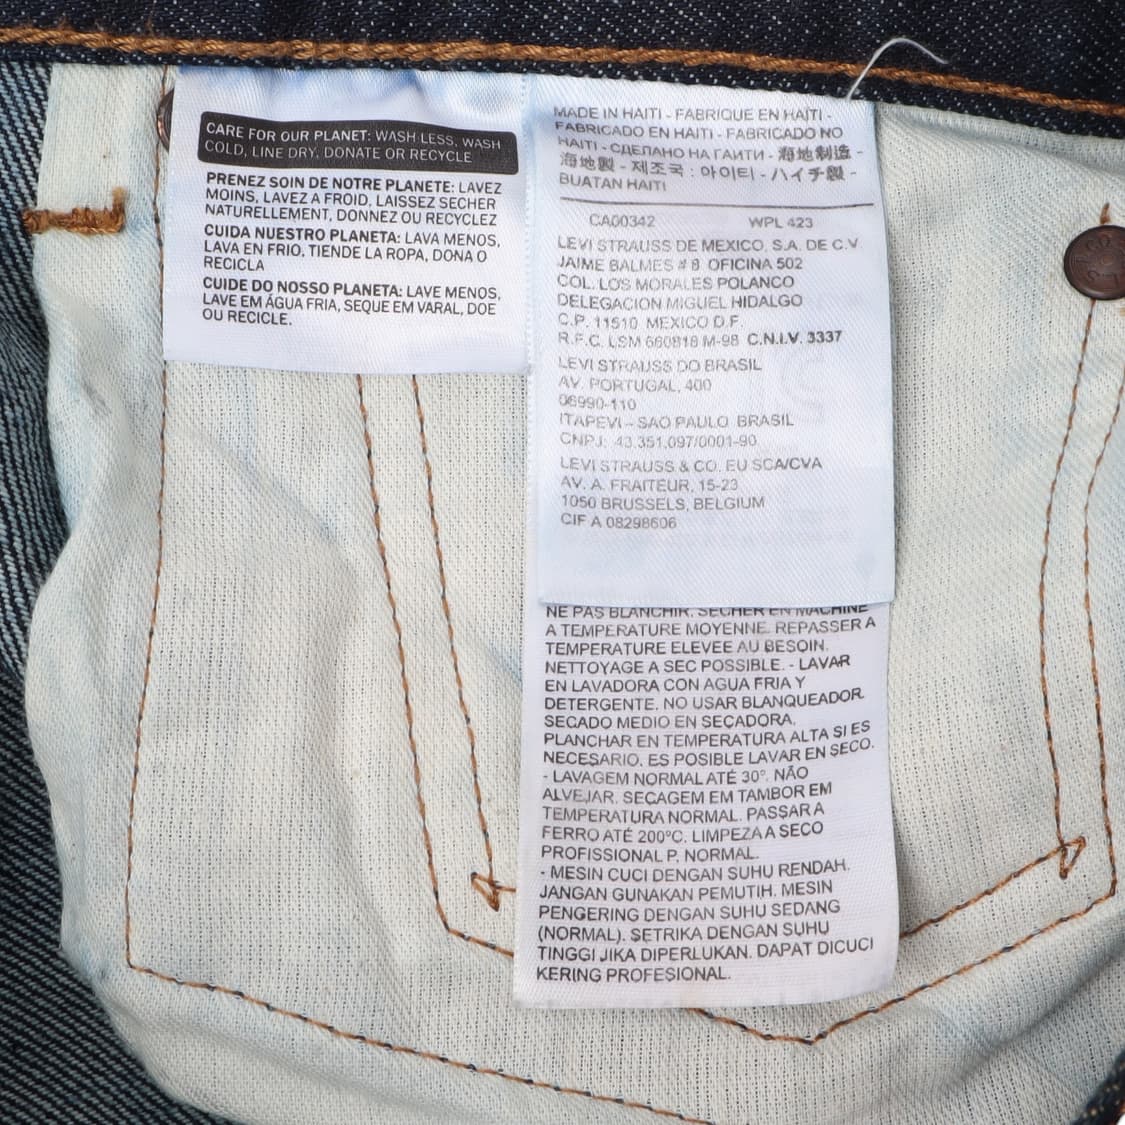 CARE FOR OUR PLANET: WASH LESS, WASH
COLD, LINE DRY, DONATE OR RECYCLE
PRENEZ SOIN DE NOTRE PLANETE: LAVEZ
MOINS, LAVEZ A FROID, LAISSEZ SECHER
NATURELLEMENT, DONNEZ OU RECYCLEZ
CUIDA NUESTRO PLANETA: LAVA MENOS,
LAVA EN FRIO, TIENDE LA ROPA, DONA O
RECICLA
CUIDE DO NOSSO PLANETA: LAVE MENOS,
LAVE EM ÁGUA FRIA, SEQUE EM VARAL, DOE
OU RECICLE.
MADE IN HAITI - FABRIQUE EN HAÏTI -
FABRICADO EN HAITI - FABRICADO NO
HAITI - СДЕЛАНО НА ГАИТИ - 海地制造 -
海地製 - 제조국 : 아이티 - ハイチ製 -
BUATAN HAITI
CA00342 WPL 423
LEVI STRAUSS DE MEXICO, S.A. DE C.V
JAIME BALMES # 8 OFICINA 502
COL. LOS MORALES POLANCO
DELEGACION MIGUEL HIDALGO
C.P. 11510 MEXICO D.F.
R.F.C. LSM 660818 M-98 C.N.I.V. 3337
LEVI STRAUSS DO BRASIL
AV. PORTUGAL, 400
06990-110
ITAPEVI - SAO PAULO BRASIL
CNPJ: 43.351.097/0001-90
LEVI STRAUSS & CO. EU SCA/CVA
AV. A. FRAITEUR, 15-23
1050 BRUSSELS, BELGIUM
CIF A 08298606
NE PAS BLANCHIR. SECHER EN MACHINE
A TEMPERATURE MOYENNE. REPASSER A
TEMPERATURE ELEVEE AU BESOIN.
NETTOYAGE A SEC POSSIBLE. - LAVAR
EN LAVADORA CON AGUA FRIA Y
DETERGENTE. NO USAR BLANQUEADOR.
SECADO MEDIO EN SECADORA.
PLANCHAR EN TEMPERATURA ALTA SI ES
NECESARIO. ES POSIBLE LAVAR EN SECO.
- LAVAGEM NORMAL ATÉ 30°. NÃO
ALVEJAR. SECAGEM EM TAMBOR EM
TEMPERATURA NORMAL. PASSAR A
FERRO ATÉ 200°C. LIMPEZA A SECO
PROFISSIONAL P. NORMAL.
- MESIN CUCI DENGAN SUHU RENDAH.
JANGAN GUNAKAN PEMUTIH. MESIN
PENGERING DENGAN SUHU SEDANG
(NORMAL). SETRIKA DENGAN SUHU
TINGGI JIKA DIPERLUKAN. DAPAT DICUCI
KERING PROFESIONAL.